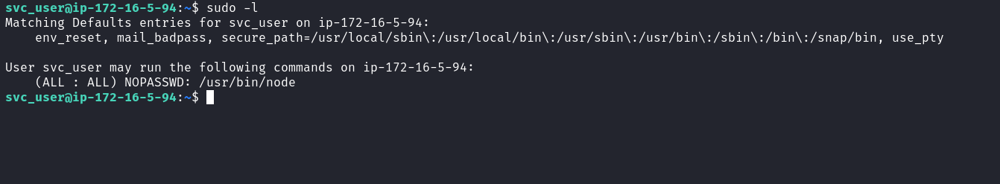 svc_user@ip-172-16-5-94:~$ sudo -l
Matching Defaults entries for svc_user on ip-172-16-5-94:
    env_reset, mail_badpass, secure_path=/usr/local/sbin\:/usr/local/bin\:/usr/sbin\:/usr/bin\:/sbin\:/bin\:/snap/bin, use_pty

User svc_user may run the following commands on ip-172-16-5-94:
    (ALL : ALL) NOPASSWD: /usr/bin/node
svc_user@ip-172-16-5-94:~$